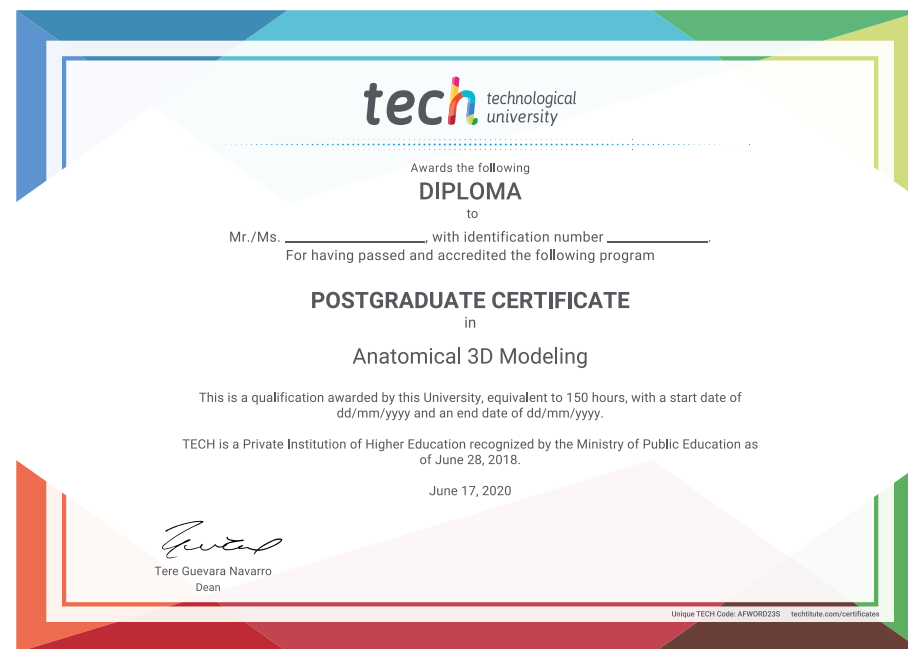 tech technological
university
Awards the following
DIPLOMA
to
Mr./Ms. ____________________, with identification number __________________.
For having passed and accredited the following program
POSTGRADUATE CERTIFICATE
in
Anatomical 3D Modeling
This is a qualification awarded by this University, equivalent to 150 hours, with a start date of
dd/mm/yyyy and an end date of dd/mm/yyyy.
TECH is a Private Institution of Higher Education recognized by the Ministry of Public Education as
of June 28, 2018.
June 17, 2020
Tere Guevara Navarro
Dean
Unique TECH Code: AFWORD23S techtitute.com/certificates